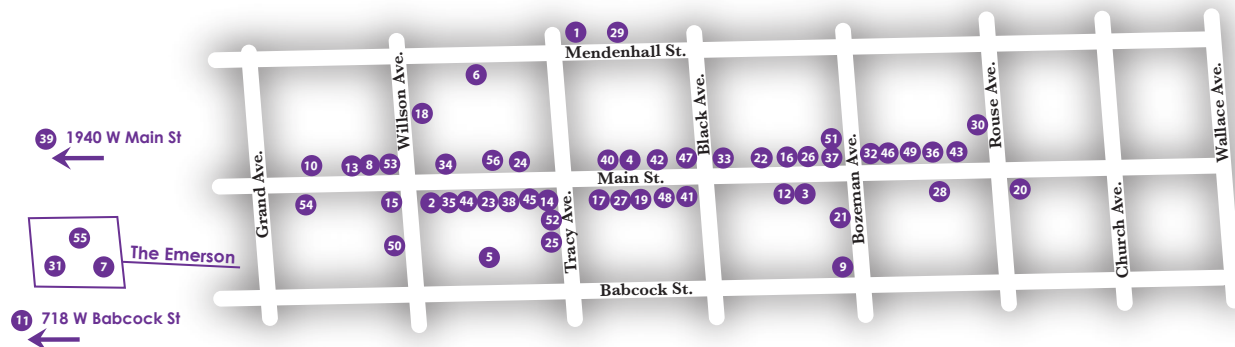 1 29
Mendenhall St.
6
Willson Ave.
18
Black Ave.
Rouse Ave.
Wallace Ave.
39 1940 W Main St
51
30
10 13 8 53 34 56 24 40 4 42 47 33 22 16 26 37 32 46 49 36 43
Main St.
Grand Ave.
54 15 2 35 44 23 38 45 14 17 27 19 48 41 12 3 28 20
52 21
Tracy Ave.
Bozeman Ave.
Church Ave.
55
31 7
The Emerson
50 5 25 9
Babcock St.
11 718 W Babcock St